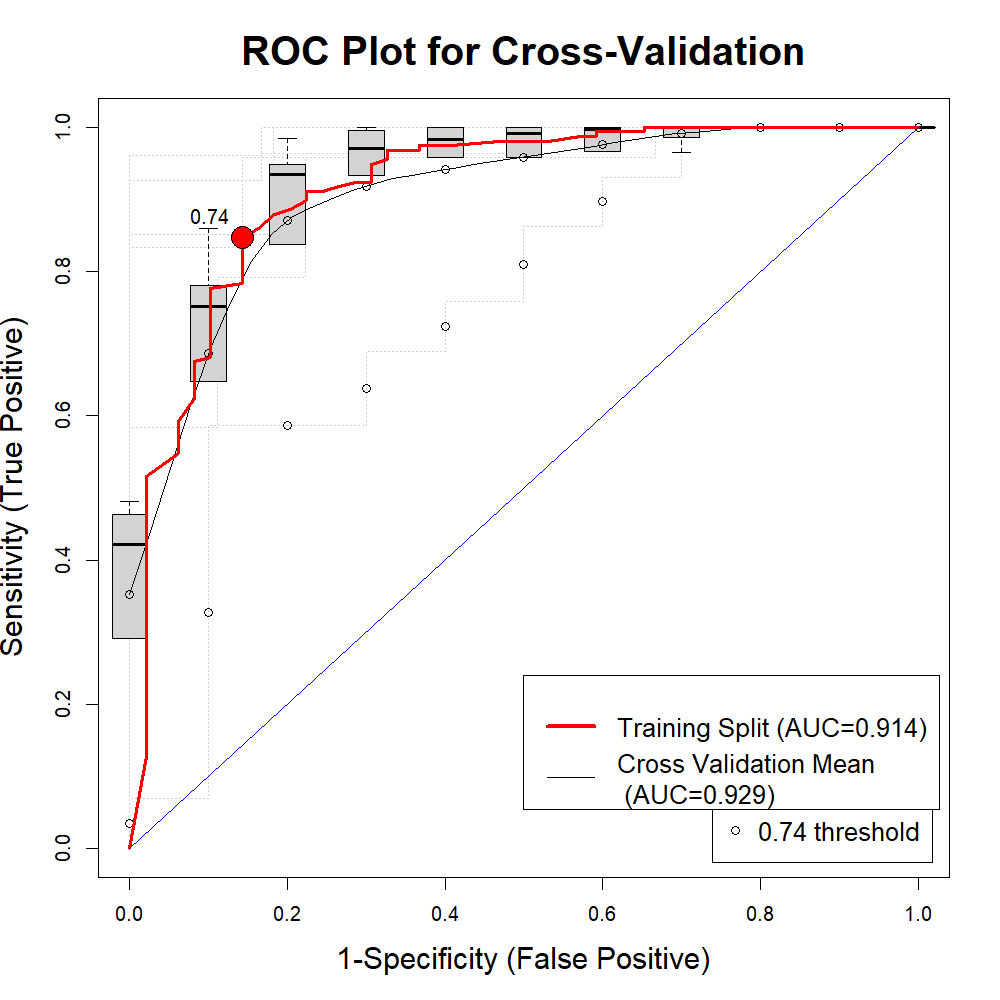 ROC Plot for Cross-Validation
Sensitivity (True Positive)
1.0
0.8
0.6
0.4
0.2
0.0
0.74
Training Split (AUC=0.914)
Cross Validation Mean
(AUC=0.929)
0.74 threshold
0.0 0.2 0.4 0.6 0.8 1.0
1-Specificity (False Positive)